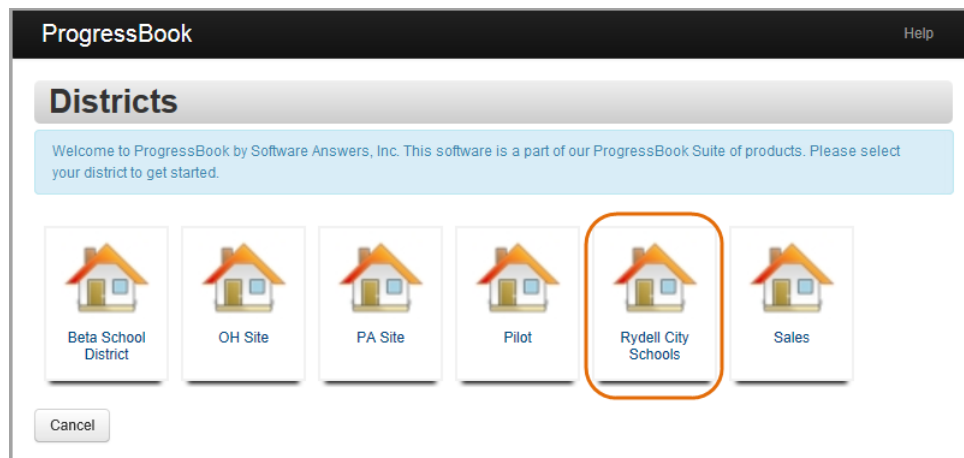 ProgressBook
Help
Districts
Welcome to ProgressBook by Software Answers, Inc. This software is a part of our ProgressBook Suite of products. Please select
your district to get started.
Beta School
District
OH Site
PA Site
Pilot
Rydell City
Schools
Sales
Cancel